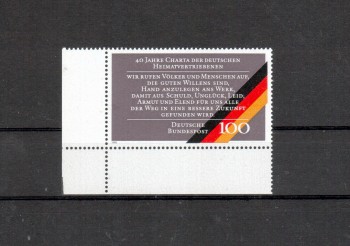 40 JAHRE CHARTA DER DEUTSCHEN
HEIMATVERTRIEBENEN
WIR RUFEN VÖLKER UND MENSCHEN AUF,
DIE GUTEN WILLENS SIND,
HAND ANZULEGEN ANS WERK,
DAMIT AUS SCHULD, UNGLÜCK, LEID,
ARMUT UND ELEND FÜR UNS ALLE
DER WEG IN EINE BESSERE ZUKUNFT
GEFUNDEN WIRD
DEUTSCHE
BUNDESPOST 100